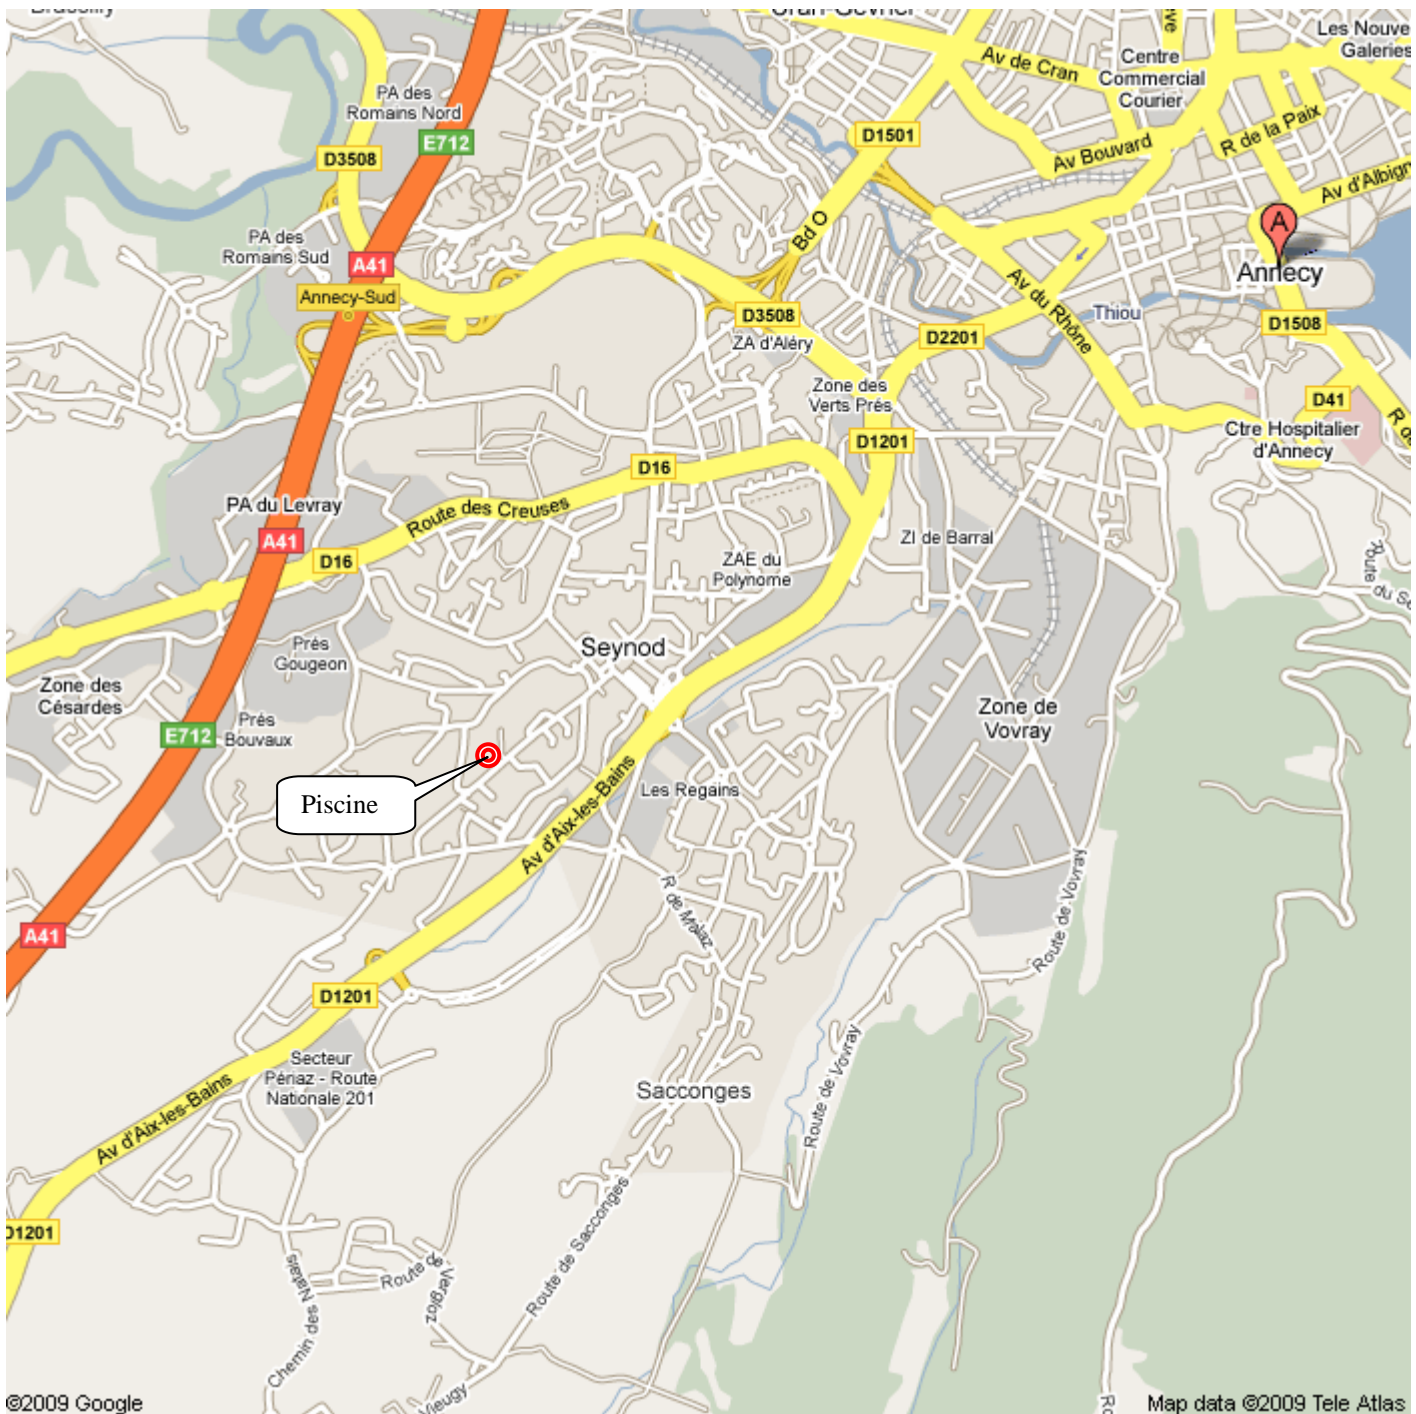 Les Nouve
Galeries
Av de Cran
Centre
Commercial
Courier
PA des
Romains Nord
E712
D3508
D1501
Av Bouvard
R de la Paix
Av d'Albign
PA des
Romains Sud
A41
Bd O
A
Annecy
Annecy-Sud
Av du Rhône
Thiou
D3508
D2201
D1508
ZA d'Aléry
Zone des
Verts Prés
D41
D1201
Ctre Hospitalier
d'Annecy
D16
PA du Levray
Route des Creuses
A41
D16
ZI de Barral
ZAE du
Polynome
Route du Se
Seynod
Prés
Gougeon
Zone des
Césardes
Prés
Bouvaux
E712
Zone de
Vovray
Piscine
Les Regains
Av d'Aix-les-Bains
R de Malaz
Route de Vovray
A41
D1201
Secteur
Périaz - Route
Nationale 201
Sacconges
Route de Vovray
Av d'Aix-les-Bains
D1201
Route de Sacconges
Chemin des Natais
Vieugy
©2009 Google
Map data ©2009 Tele Atlas